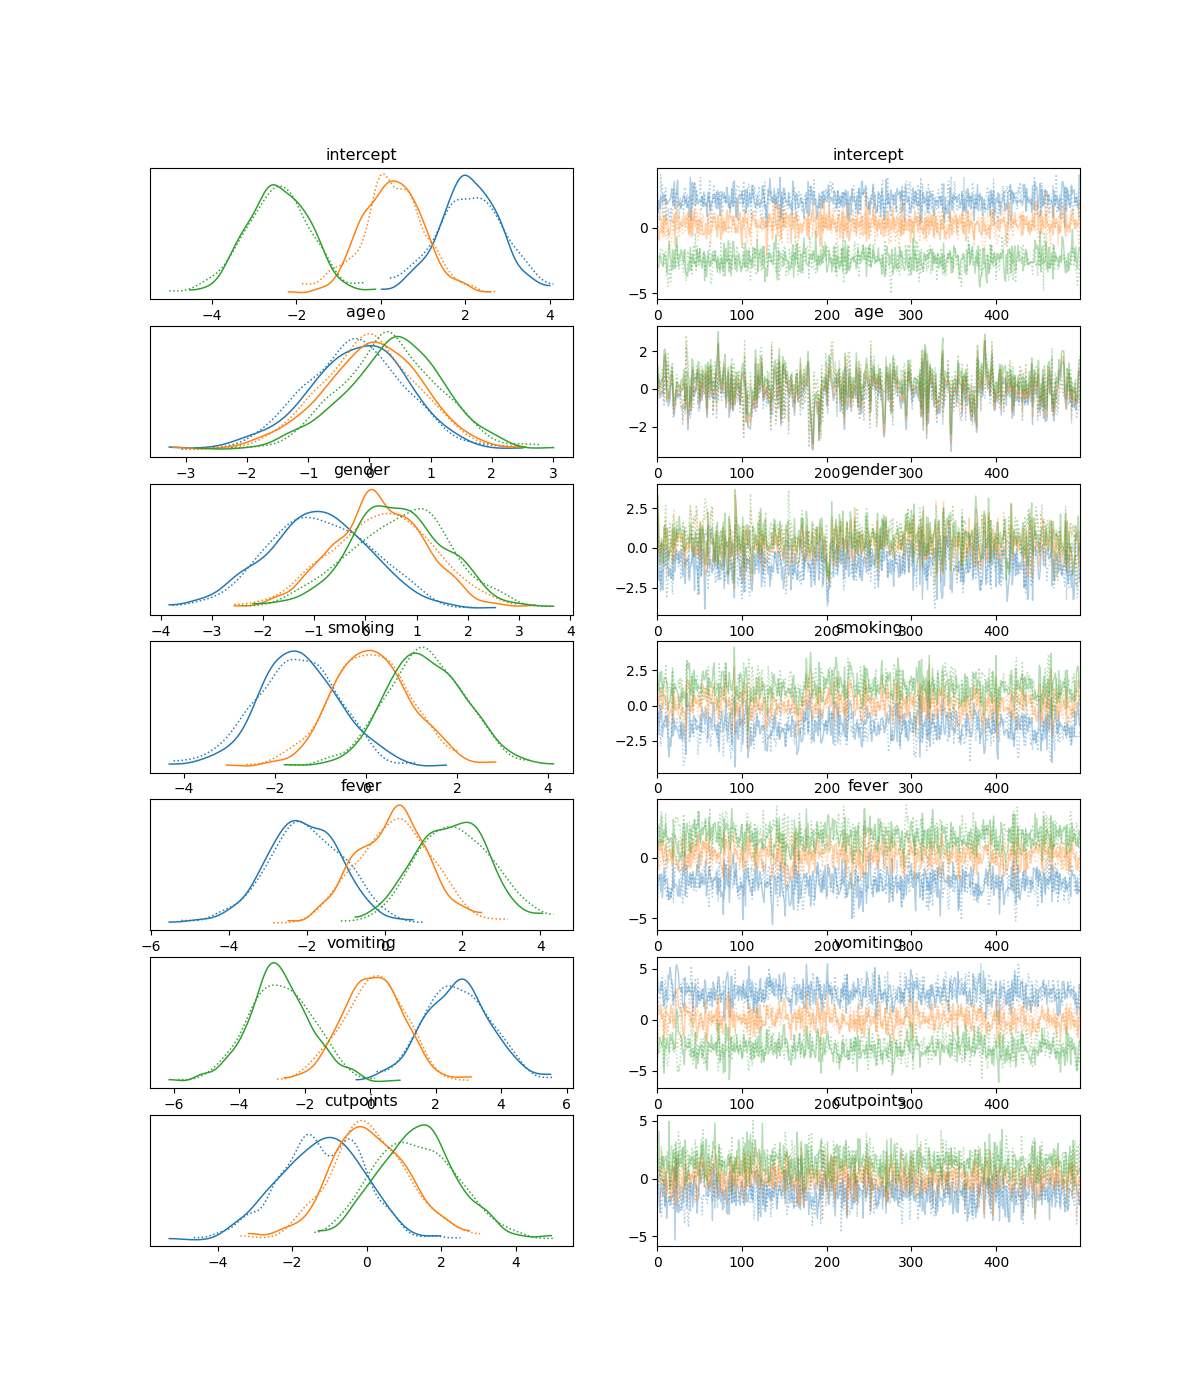 intercept intercept
0
−5
−4 −2 0 2 4 0 100 200 300 400
age age
2
0
−2
−3 −2 −1 0 1 2 3 0 100 200 300 400
gender gender
2.5
0.0
−2.5
−4 −3 −2 −1 0 1 2 3 4 0 100 200 300 400
smoking smoking
2.5
0.0
−2.5
−4 −2 0 2 4 0 100 200 300 400
fever fever
0
−5
−6 −4 −2 0 2 4 0 100 200 300 400
vomiting vomiting
5
0
−5
−6 −4 −2 0 2 4 6 0 100 200 300 400
cutpoints cutpoints
5
0
−5
−4 −2 0 2 4 0 100 200 300 400